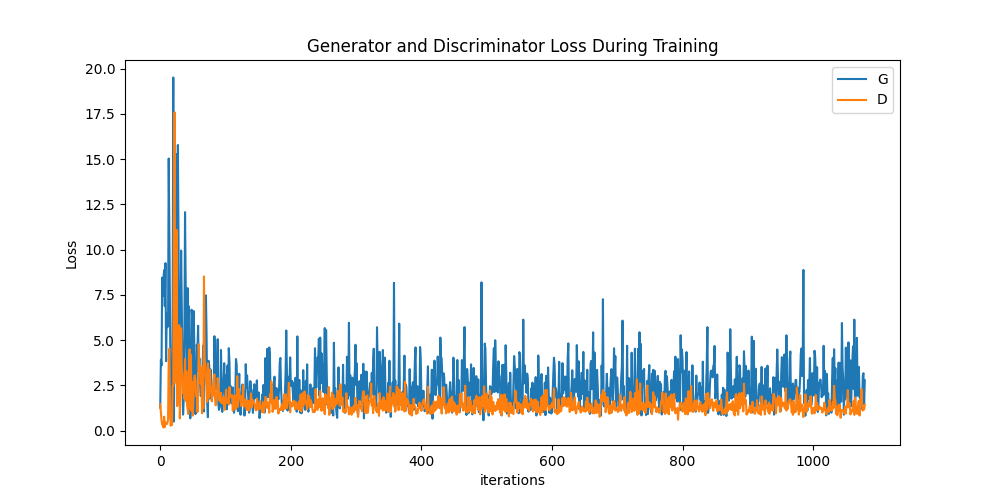 Generator and Discriminator Loss During Training
G
D
20.0
17.5
15.0
12.5
10.0
7.5
5.0
2.5
0.0
Loss
0 200 400 600 800 1000
iterations